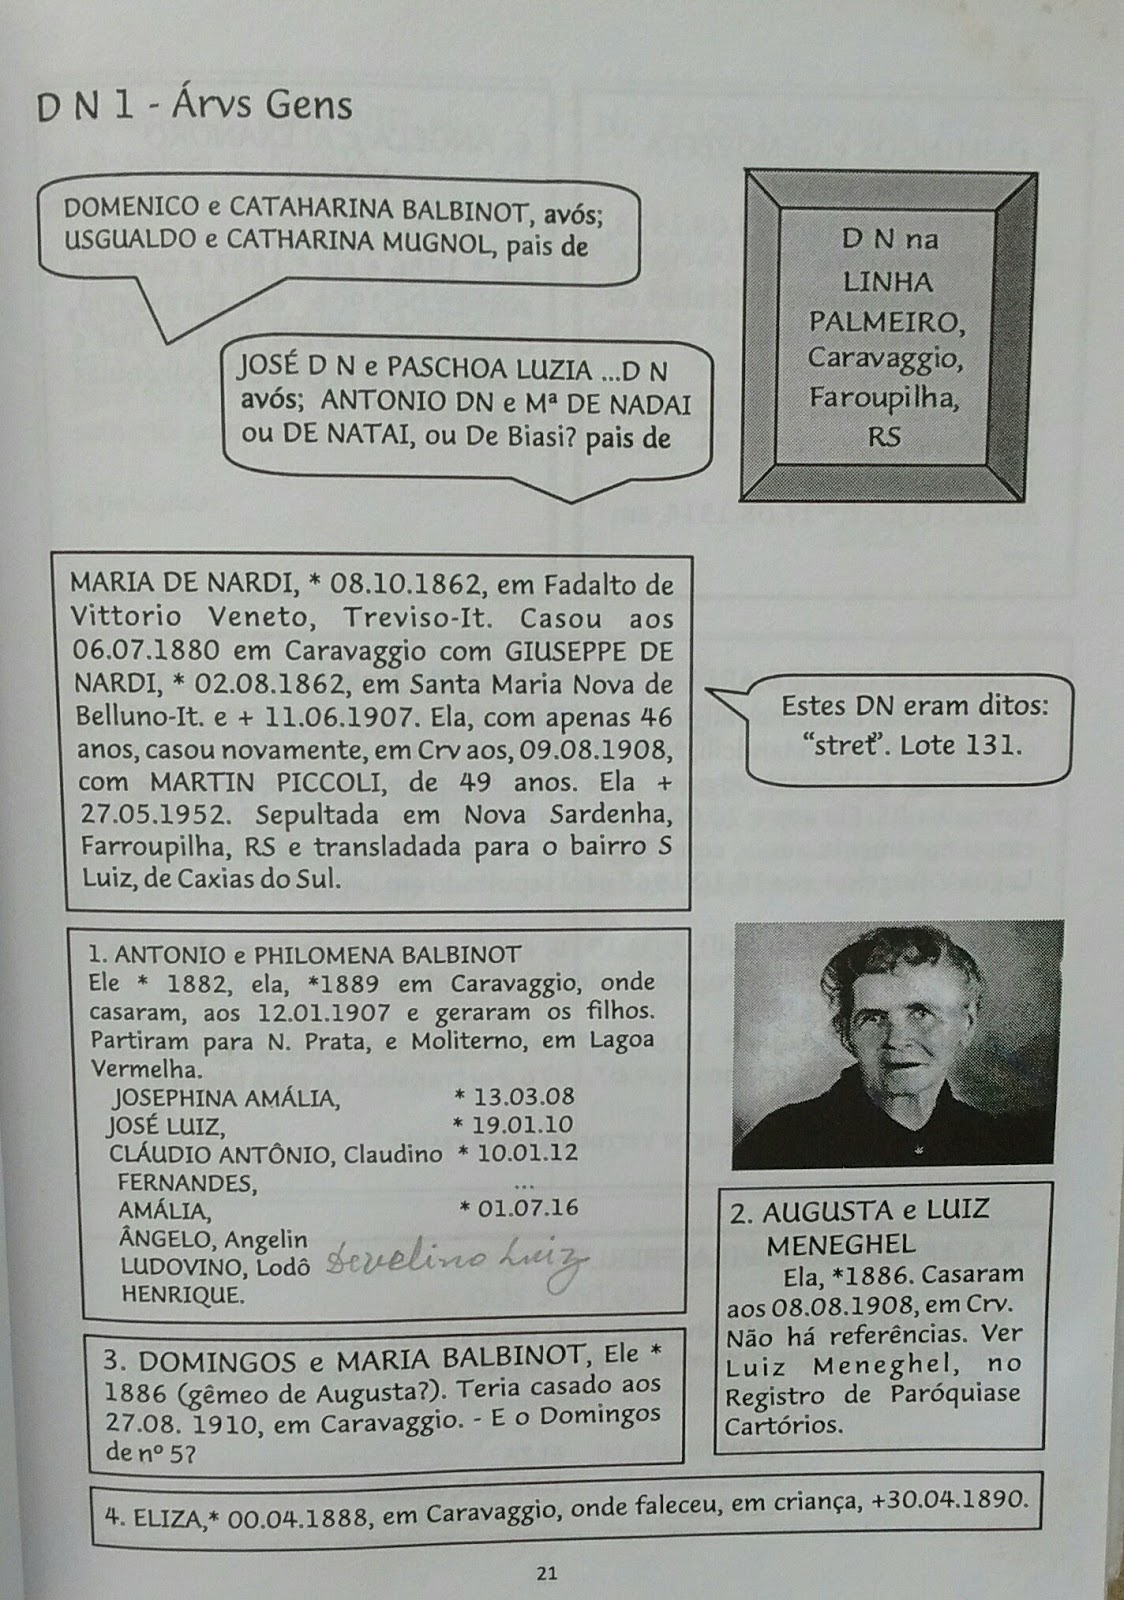 D N 1 - Árvs Gens
DOMENICO e CATAHARINA BALBINOT, avós;
USGUALDO e CATHARINA MUGNOL, pais de
D N na
LINHA
PALMEIRO,
Caravaggio,
Faroupilha,
RS
JOSÉ D N e PASCHOA LUZIA ...D N
avós; ANTONIO DN e Mª DE NADAI
ou DE NATAI, ou De Biasi? pais de
MARIA DE NARDI, * 08.10.1862, em Fadalto de
Vittorio Veneto, Treviso-It. Casou aos
06.07.1880 em Caravaggio com GIUSEPPE DE
NARDI, * 02.08.1862, em Santa Maria Nova de
Belluno-It. e + 11.06.1907. Ela, com apenas 46
anos, casou novamente, em Crv aos, 09.08.1908,
com MARTIN PICCOLI, de 49 anos. Ela +
27.05.1952. Sepultada em Nova Sardenha,
Farroupilha, RS e transladada para o bairro S
Luiz, de Caxias do Sul.
Estes DN eram ditos:
“stret”. Lote 131.
1. ANTONIO e PHILOMENA BALBINOT
Ele * 1882, ela, *1889 em Caravaggio, onde
casaram, aos 12.01.1907 e geraram os filhos.
Partiram para N. Prata, e Moliterno, em Lagoa
Vermelha.
JOSEPHINA AMÁLIA, * 13.03.08
JOSÉ LUIZ, * 19.01.10
CLÁUDIO ANTÔNIO, Claudino * 10.01.12
FERNANDES, ...
AMÁLIA, * 01.07.16
ÂNGELO, Angelin
LUDOVINO, Lodô Develino Luiz
HENRIQUE.
2. AUGUSTA e LUIZ
MENEGHEL
Ela, *1886. Casaram
aos 08.08.1908, em Crv.
Não há referências. Ver
Luiz Meneghel, no
Registro de Paróquiase
Cartórios.
3. DOMINGOS e MARIA BALBINOT, Ele *
1886 (gêmeo de Augusta?). Teria casado aos
27.08. 1910, em Caravaggio. - E o Domingos
de nº 5?
4. ELIZA,* 00.04.1888, em Caravaggio, onde faleceu, em criança, +30.04.1890.
21